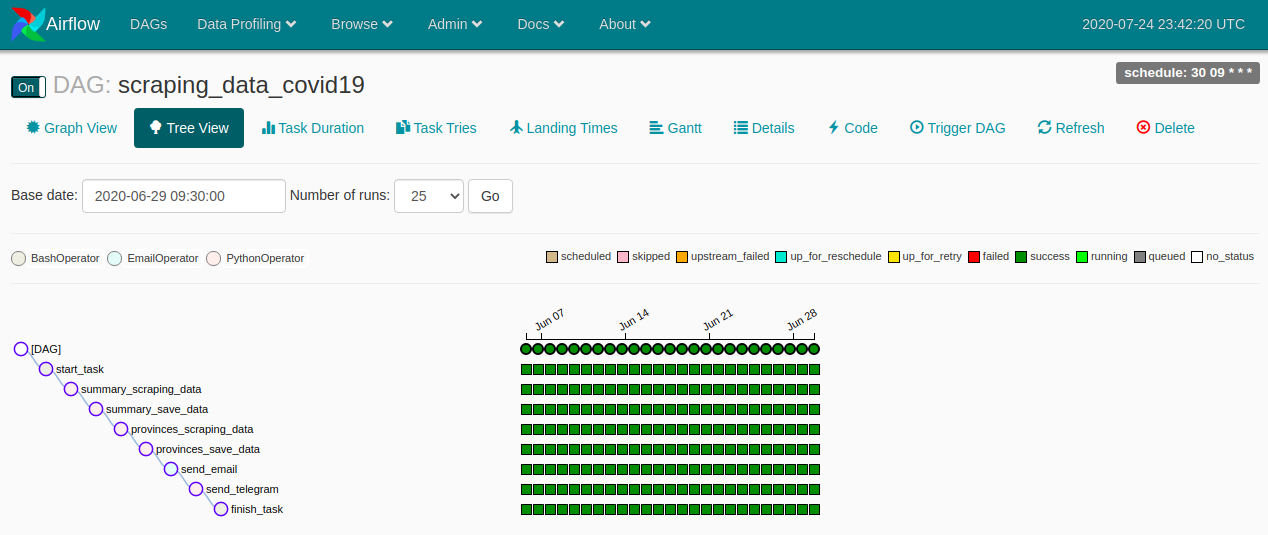 Airflow DAGs Data Profiling Browse Admin Docs About 2020-07-24 23:42:20 UTC
schedule: 30 09 * * *
On DAG: scraping_data_covid19
Graph View Tree View Task Duration Task Tries Landing Times Gantt Details Code Trigger DAG Refresh Delete
Base date: 2020-06-29 09:30:00 Number of runs: 25 Go
BashOperator EmailOperator PythonOperator scheduled skipped upstream_failed up_for_reschedule up_for_retry failed success running queued no_status
Jun 07 Jun 14 Jun 21 Jun 28
[DAG]
start_task
summary_scraping_data
summary_save_data
provinces_scraping_data
provinces_save_data
send_email
send_telegram
finish_task